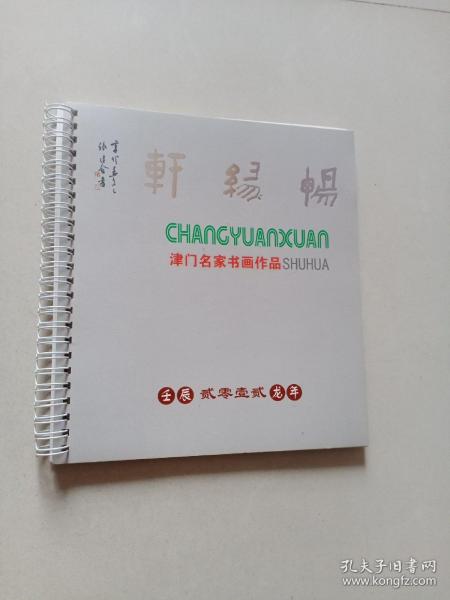 軒緣暢
CHANGYUANXUAN
津门名家书画作品SHUHUA
壬辰 贰零壹贰 龙年
孔夫子旧书网
www.kongfz.com